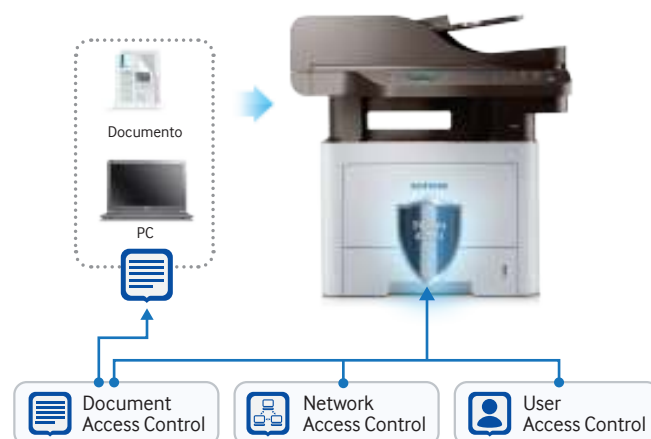 Documento
PC
Document
Access Control
Network
Access Control
User
Access Control